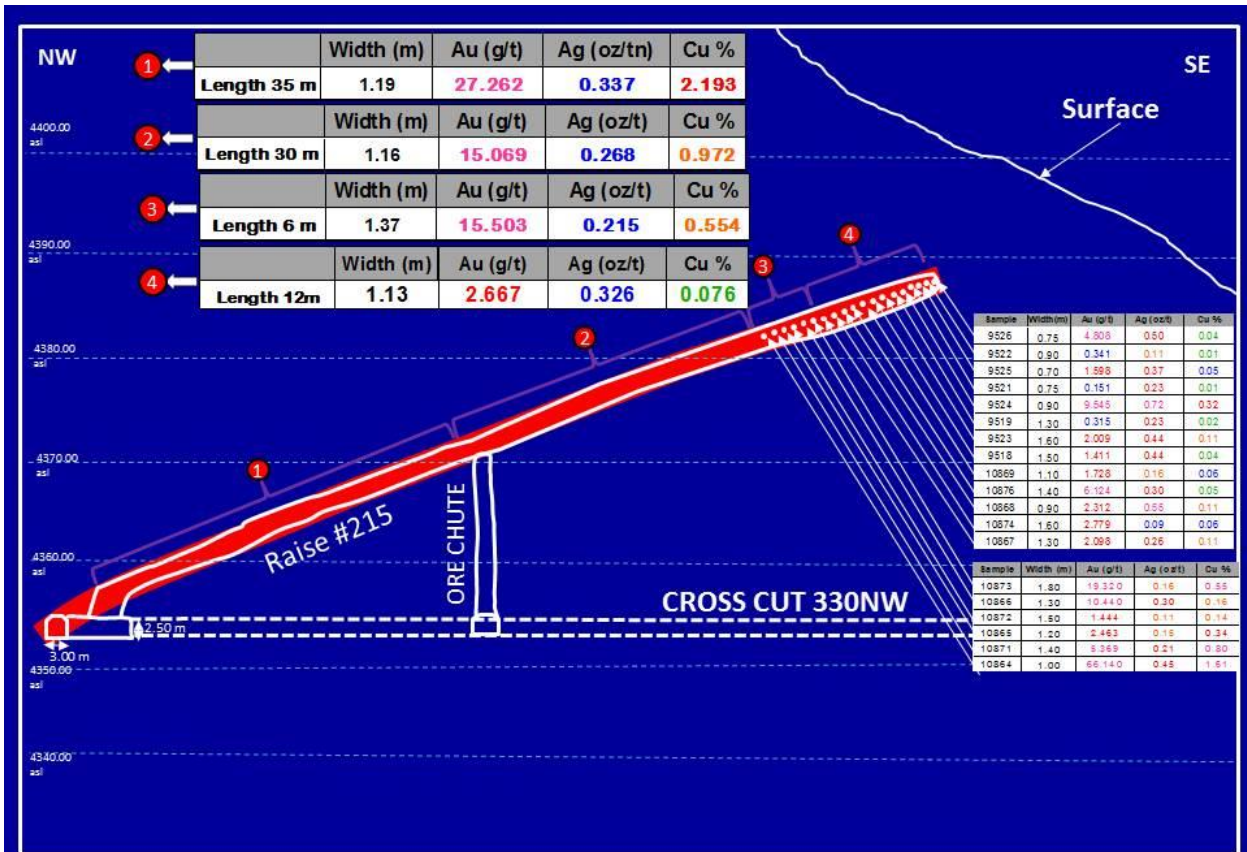 NW
SE
Width (m) Au (g/t) Ag (oz/tn) Cu %
1 Length 35 m 1.19 27.262 0.337 2.193
Width (m) Au (g/t) Ag (oz/t) Cu %
2 Length 30 m 1.16 15.069 0.268 0.972
Width (m) Au (g/t) Ag (oz/t) Cu %
3 Length 6 m 1.37 15.503 0.215 0.554
Width (m) Au (g/t) Ag (oz/t) Cu %
4 Length 12m 1.13 2.667 0.326 0.076
Surface
4400.00
asl
4390.00
asl
4380.00
asl
4370.00
asl
4360.00
asl
4350.00
asl
4340.00
asl
4
3
2
1
Raise #215
ORE CHUTE
CROSS CUT 330NW
2.50 m
3.00 m
Sample Width(m) Au (g/t) Ag (oz/t) Cu %
9526 0.75 4.808 0.50 0.04
9522 0.90 0.341 0.11 0.01
9525 0.70 1.598 0.37 0.05
9521 0.75 0.151 0.23 0.01
9524 0.90 9.545 0.72 0.32
9519 1.30 0.315 0.23 0.02
9523 1.60 2.009 0.44 0.11
9518 1.50 1.411 0.44 0.04
10869 1.10 1.728 0.16 0.06
10876 1.40 6.124 0.30 0.05
10868 0.90 2.312 0.55 0.11
10874 1.60 2.779 0.09 0.06
10867 1.30 2.098 0.26 0.11
Sample Width (m) Au (g/t) Ag (oz/t) Cu %
10873 1.80 19.320 0.16 0.55
10866 1.30 10.440 0.30 0.16
10872 1.50 1.444 0.11 0.14
10865 1.20 2.463 0.15 0.34
10871 1.40 5.369 0.21 0.80
10864 1.00 66.140 0.45 1.61